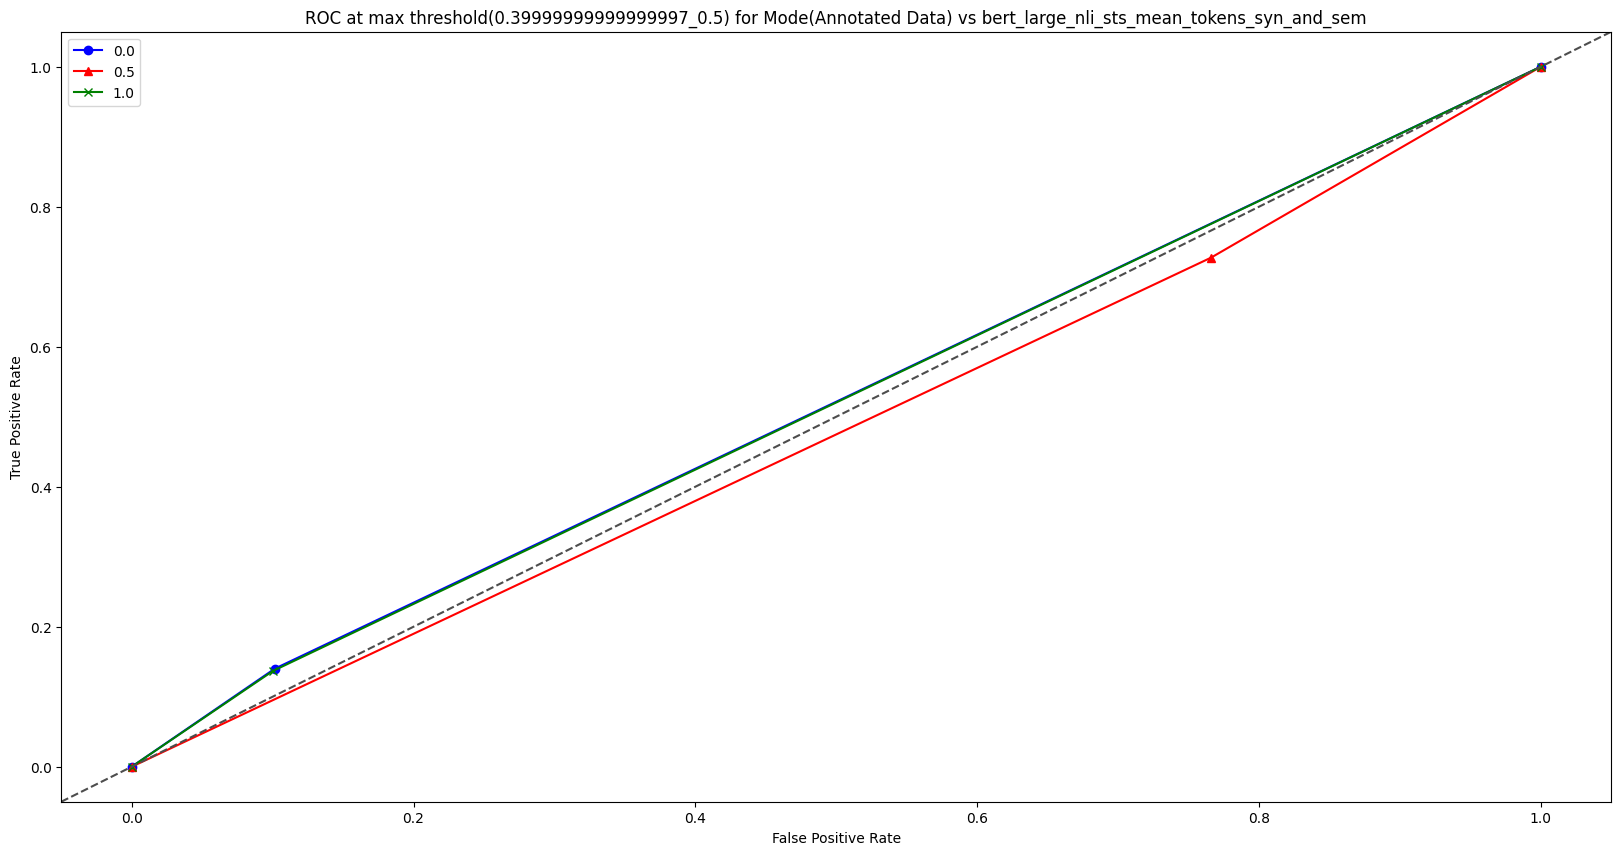 ROC at max threshold(0.39999999999999997_0.5) for Mode(Annotated Data) vs bert_large_nli_sts_mean_tokens_syn_and_sem
0.0
0.5
1.0
1.0
0.8
0.6
0.4
0.2
0.0
True Positive Rate
0.0 0.2 0.4 0.6 0.8 1.0
False Positive Rate